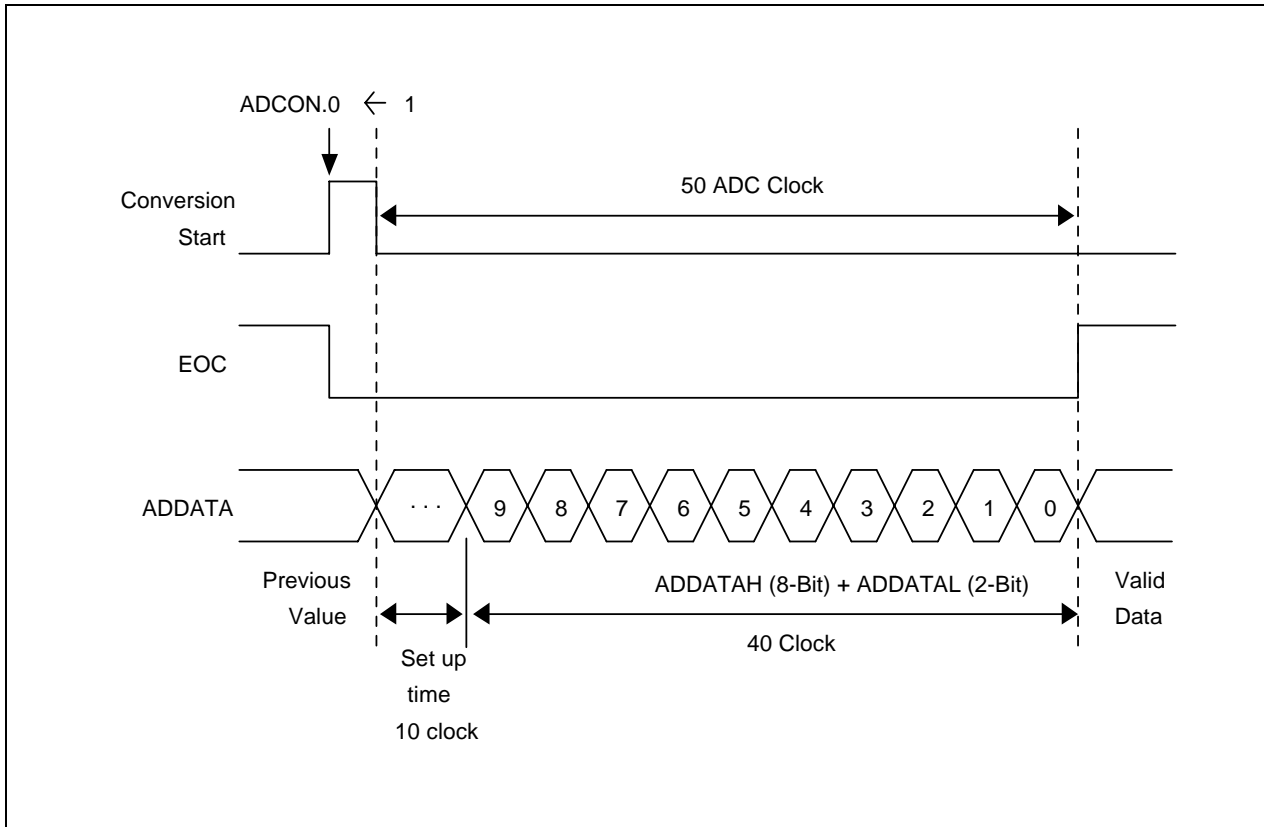 ADCON.0 ← 1
50 ADC Clock
Conversion
Start
EOC
ADDATA
· · ·
9
8
7
6
5
4
3
2
1
0
Previous
Value
ADDATAH (8-Bit) + ADDATAL (2-Bit)
Valid
Data
40 Clock
Set up
time
10 clock